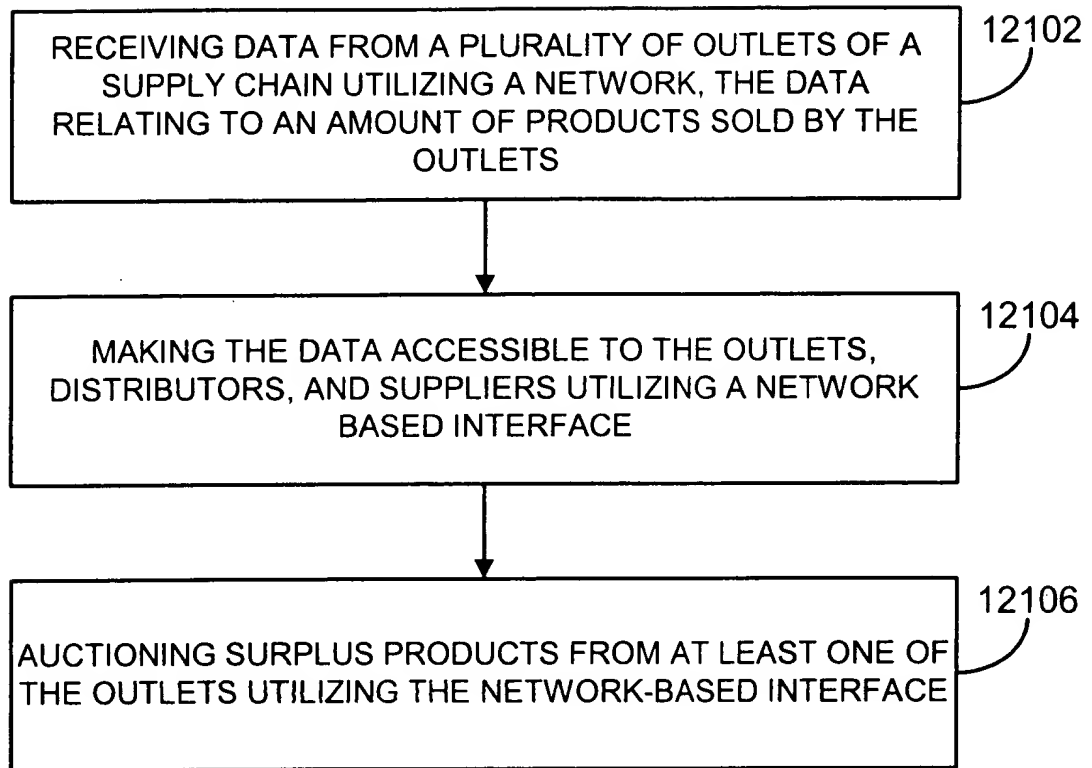 RECEIVING DATA FROM A PLURALITY OF OUTLETS OF A
SUPPLY CHAIN UTILIZING A NETWORK, THE DATA
RELATING TO AN AMOUNT OF PRODUCTS SOLD BY THE
OUTLETS
12102
MAKING THE DATA ACCESSIBLE TO THE OUTLETS,
DISTRIBUTORS, AND SUPPLIERS UTILIZING A NETWORK
BASED INTERFACE
12104
AUCTIONING SURPLUS PRODUCTS FROM AT LEAST ONE OF
THE OUTLETS UTILIZING THE NETWORK-BASED INTERFACE
12106